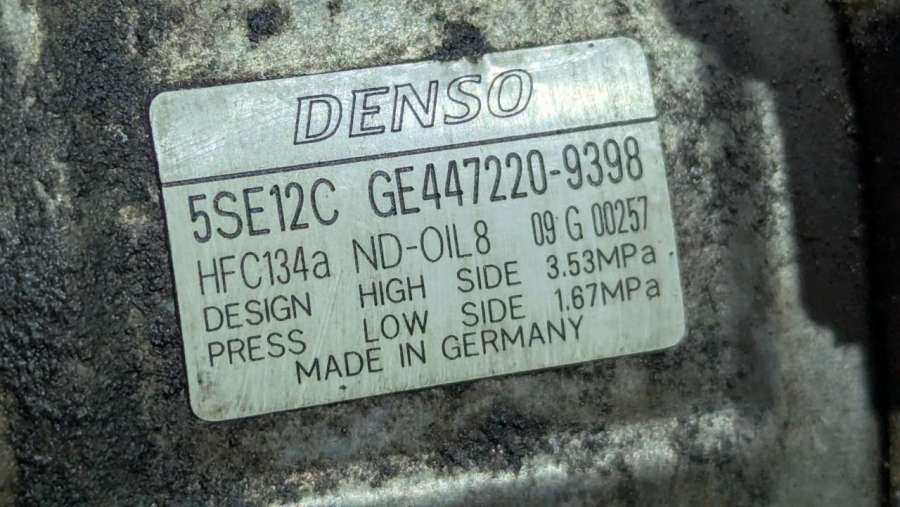 DENSO
5SE12C GE447220-9398
HFC134a ND-OIL8 09 G 00257
DESIGN HIGH SIDE 3.53MPa
PRESS LOW SIDE 1.67MPa
MADE IN GERMANY